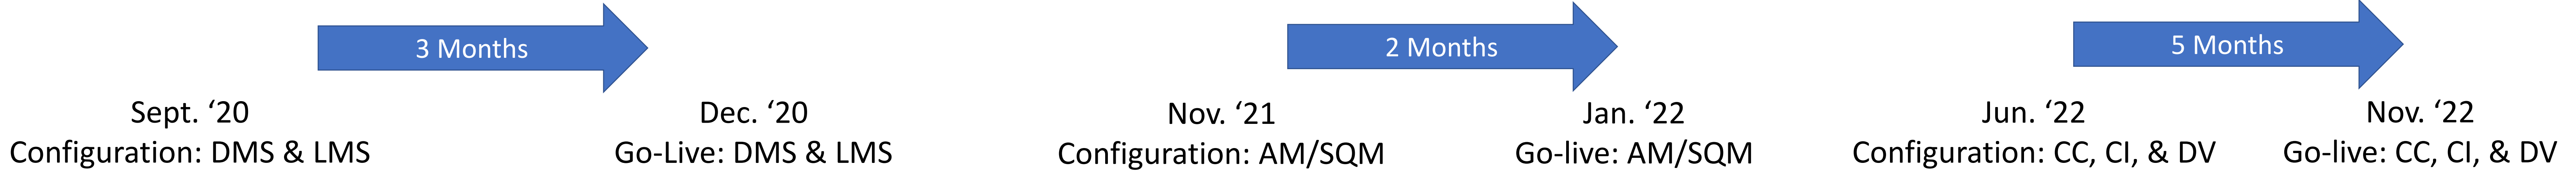 3 Months
2 Months
5 Months
Sept. ‘20
Configuration: DMS & LMS
Dec. ‘20
Go-Live: DMS & LMS
Nov. ‘21
Configuration: AM/SQM
Jan. ‘22
Go-live: AM/SQM
Jun. ‘22
Configuration: CC, CI, & DV
Nov. ‘22
Go-live: CC, CI, & DV